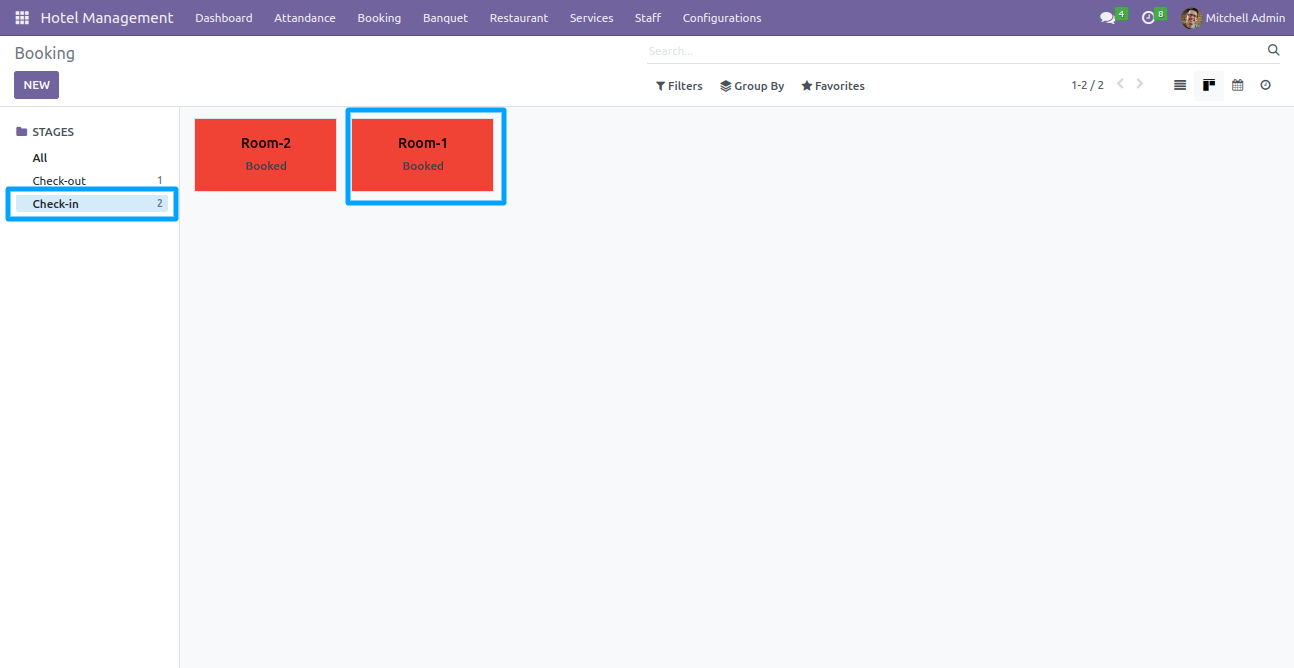 Hotel Management Dashboard Attandance Booking Banquet Restaurant Services Staff Configurations 4 8 Mitchell Admin
Booking Search...
NEW Filters Group By Favorites 1-2 / 2
STAGES
All
Check-out 1
Check-in 2
Room-2
Booked
Room-1
Booked